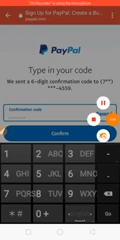 Sign Up for PayPal: Create a Bu...
paypal.com
PayPal
Type in your code
We sent a 6-digit confirmation code to (7**)
***-4559.
Confirmation code
Confirm
1 2 ABC 3 DEF -
4 GHI 5 JKL 6 MNO
7 PQRS 8 TUV 9 WXYZ
*# 0